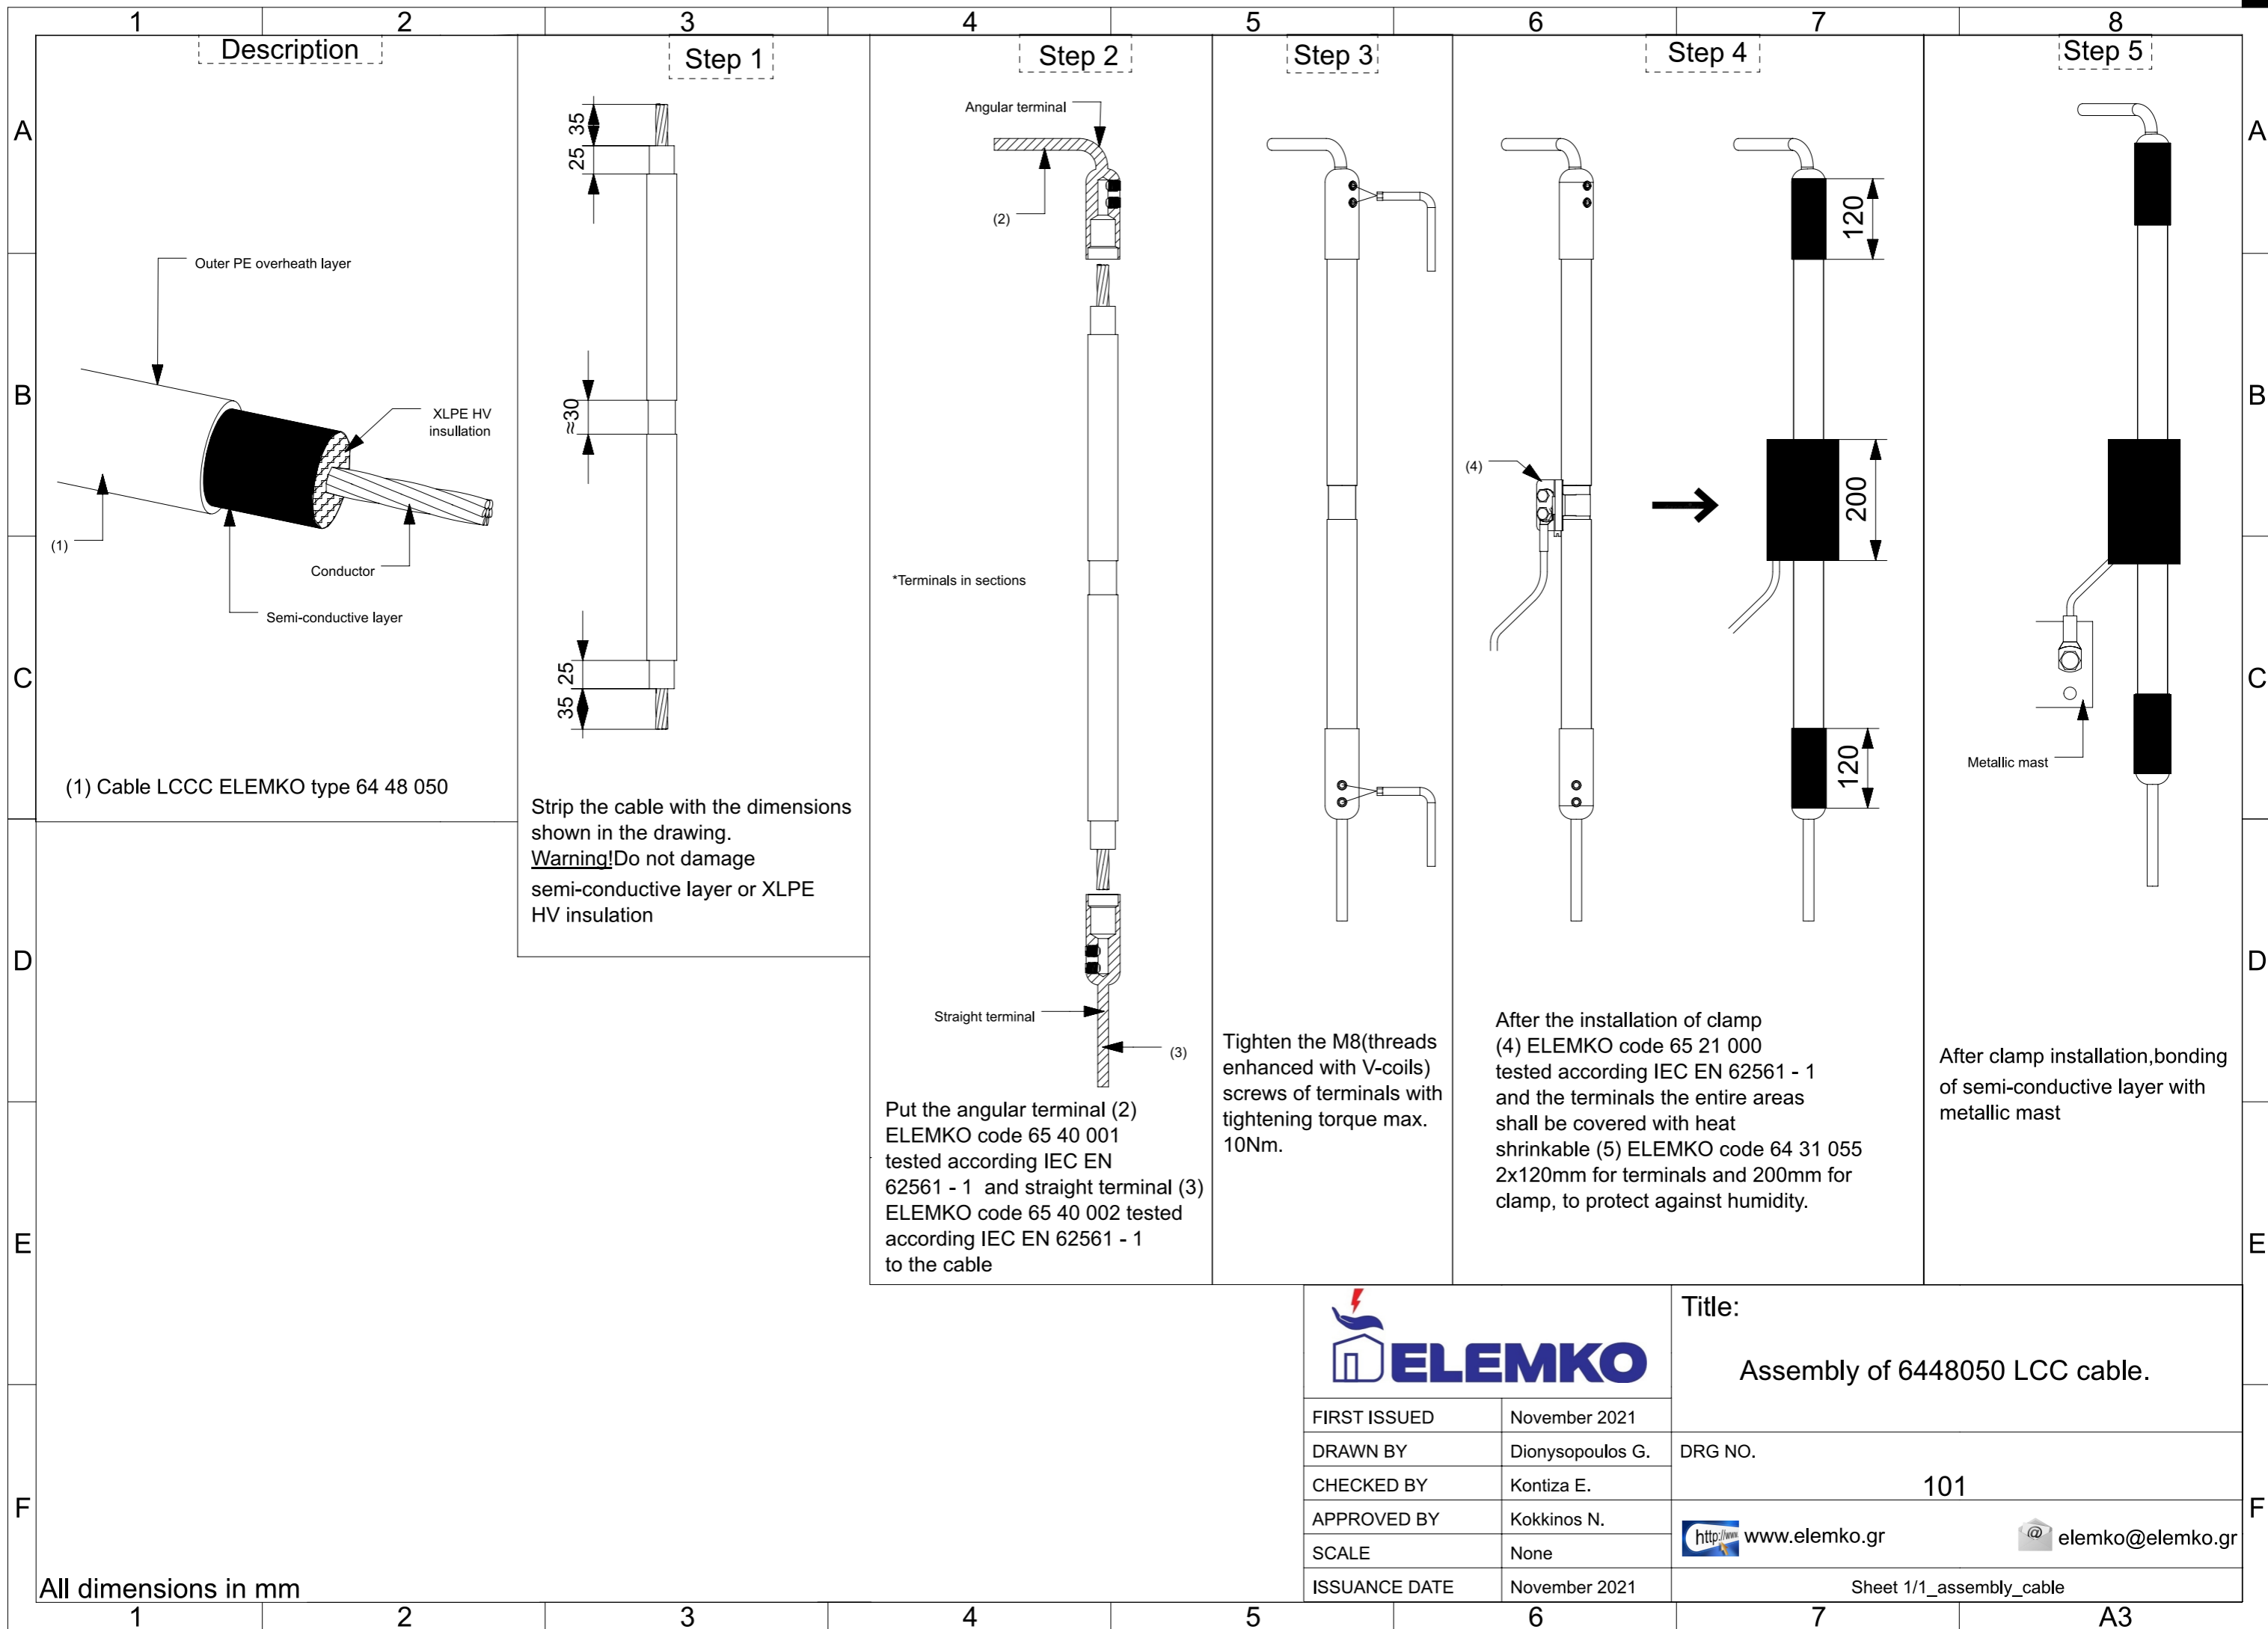 1 2 3 4 5 6 7 8
Description
Outer PE overheath layer
XLPE HV
insullation
(1)
Conductor
Semi-conductive layer
(1) Cable LCCC ELEMKO type 64 48 050
Step 1
35
25
≈30
25
35
Strip the cable with the dimensions
shown in the drawing.
Warning!Do not damage
semi-conductive layer or XLPE
HV insulation
Step 2
Angular terminal
(2)
*Terminals in sections
Straight terminal
(3)
Put the angular terminal (2)
ELEMKO code 65 40 001
tested according IEC EN
62561 - 1 and straight terminal (3)
ELEMKO code 65 40 002 tested
according IEC EN 62561 - 1
to the cable
Step 3
Tighten the M8(threads
enhanced with V-coils)
screws of terminals with
tightening torque max.
10Nm.
Step 4
(4)
120
200
120
After the installation of clamp
(4) ELEMKO code 65 21 000
tested according IEC EN 62561 - 1
and the terminals the entire areas
shall be covered with heat
shrinkable (5) ELEMKO code 64 31 055
2x120mm for terminals and 200mm for
clamp, to protect against humidity.
Step 5
Metallic mast
After clamp installation,bonding
of semi-conductive layer with
metallic mast
A A
B B
C C
D D
E E
F F
ELEMKO
Title:
Assembly of 6448050 LCC cable.
FIRST ISSUED November 2021
DRAWN BY Dionysopoulos G.
CHECKED BY Kontiza E.
APPROVED BY Kokkinos N.
SCALE None
ISSUANCE DATE November 2021
DRG NO.
101
http://www www.elemko.gr
@ elemko@elemko.gr
Sheet 1/1_assembly_cable
All dimensions in mm
1 2 3 4 5 6 7 A3